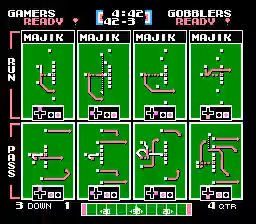 GAMERS 4:42 GOBBLERS
READY 42-3 READY
MAJIK MAJIK MAJIK MAJIK
RUN
PASS
3 DOWN 1 4 QTR